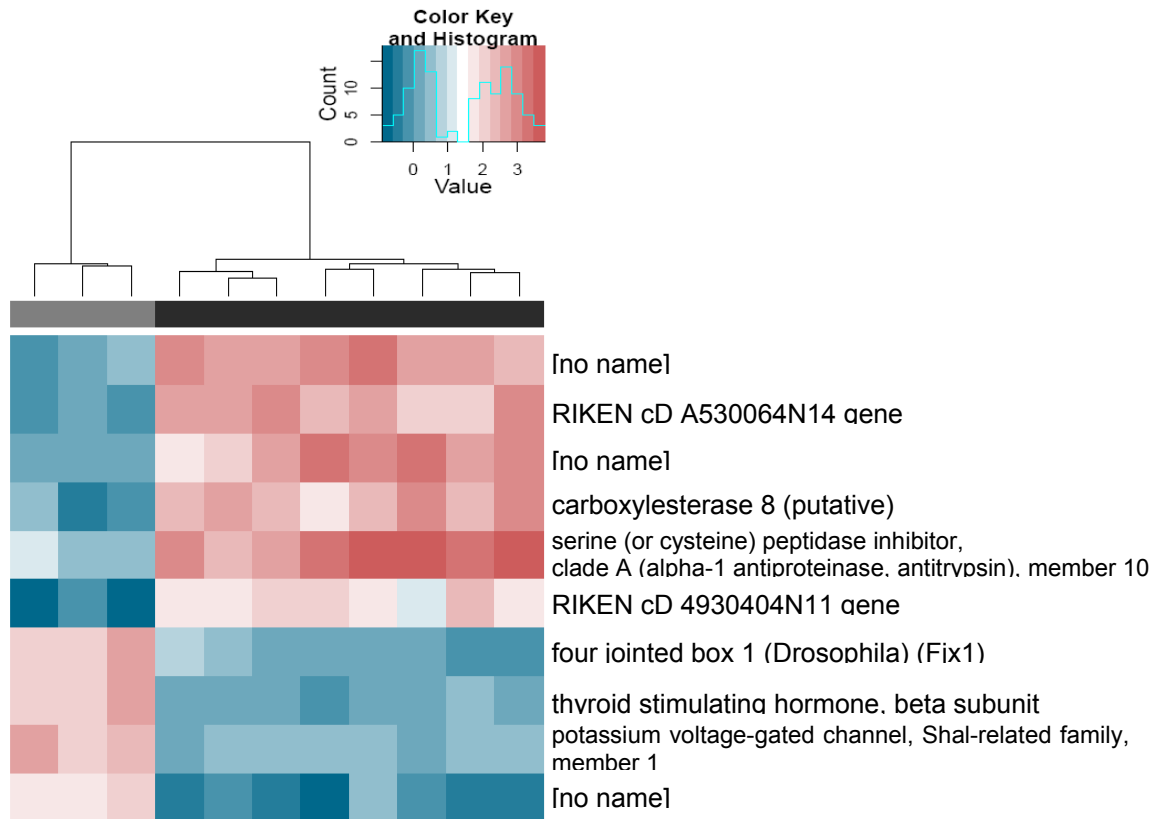 Color Key
and Histogram
Count
0
5
10
0
1
2
3
Value
[no name]
RIKEN cD A530064N14 gene
[no name]
carboxylesterase 8 (putative)
serine (or cysteine) peptidase inhibitor,
clade A (alpha-1 antiproteinase, antitrypsin), member 10
RIKEN cD 4930404N11 gene
four jointed box 1 (Drosophila) (Fjx1)
thyroid stimulating hormone, beta subunit
potassium voltage-gated channel, Shal-related family,
member 1
[no name]